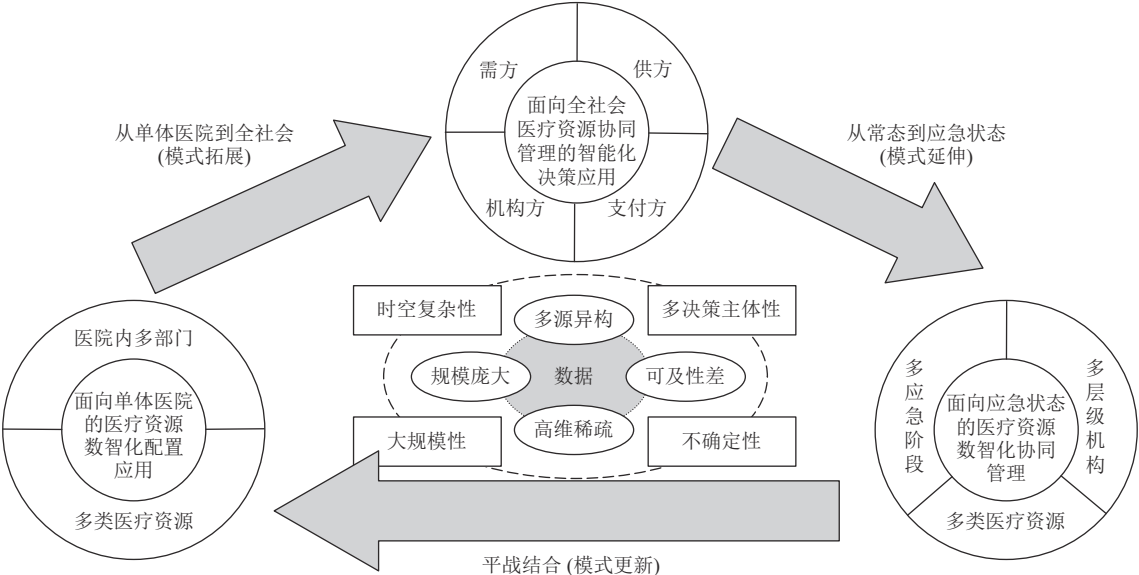 需方
供方
面向全社会
医疗资源协同
管理的智能化
决策应用
机构方
支付方
从单体医院到全社会
(模式拓展)
从常态到应急状态
(模式延伸)
时空复杂性
多决策主体性
多源异构
规模庞大
数据
可及性差
高维稀疏
大规模性
不确定性
医院内多部门
面向单体医院
的医疗资源
数智化配置
应用
多类医疗资源
多应急阶段
多层级机构
面向应急状态
的医疗资源
数智化协同
管理
多类医疗资源
平战结合 (模式更新)